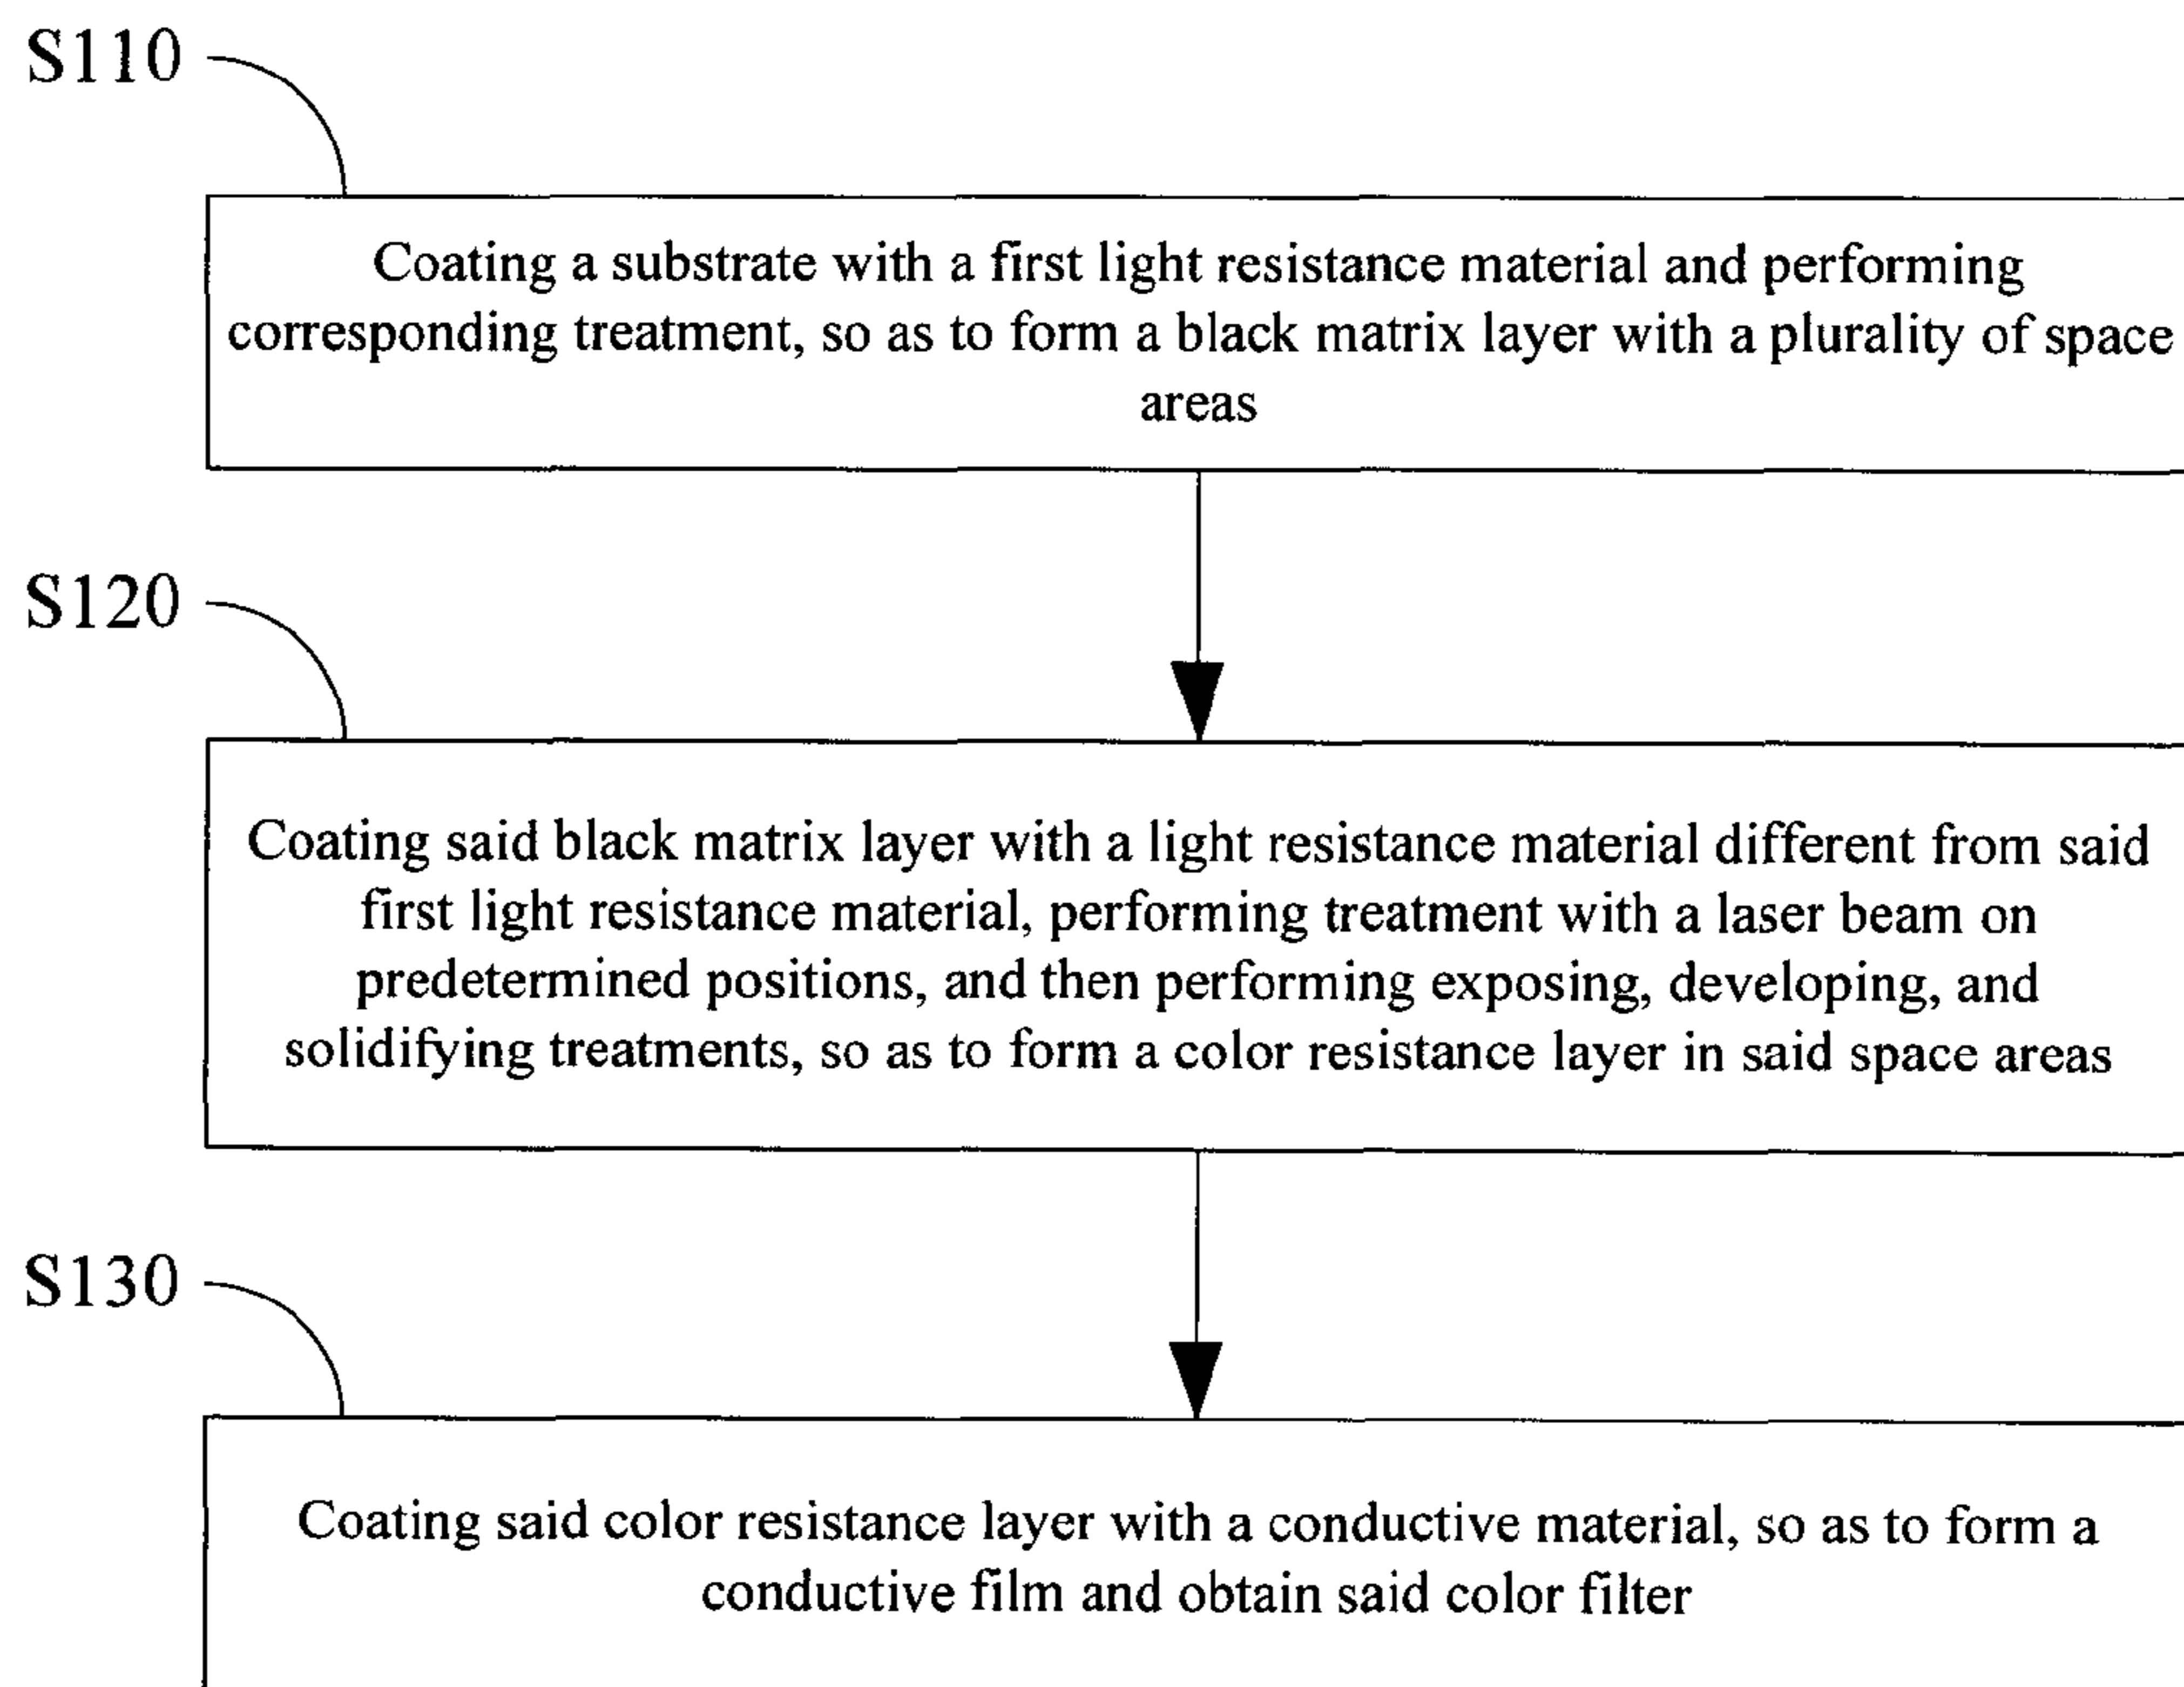 S110
Coating a substrate with a first light resistance material and performing
corresponding treatment, so as to form a black matrix layer with a plurality of space
areas
S120
Coating said black matrix layer with a light resistance material different from said
first light resistance material, performing treatment with a laser beam on
predetermined positions, and then performing exposing, developing, and
solidifying treatments, so as to form a color resistance layer in said space areas
S130
Coating said color resistance layer with a conductive material, so as to form a
conductive film and obtain said color filter